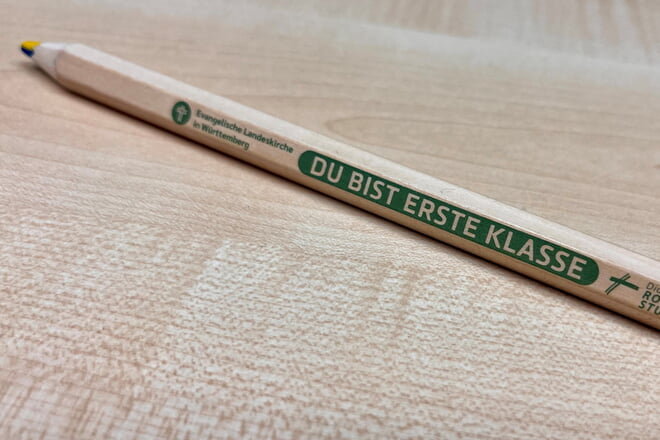 Evangelische Landeskirche
in Württemberg
DU BIST ERSTE KLASSE